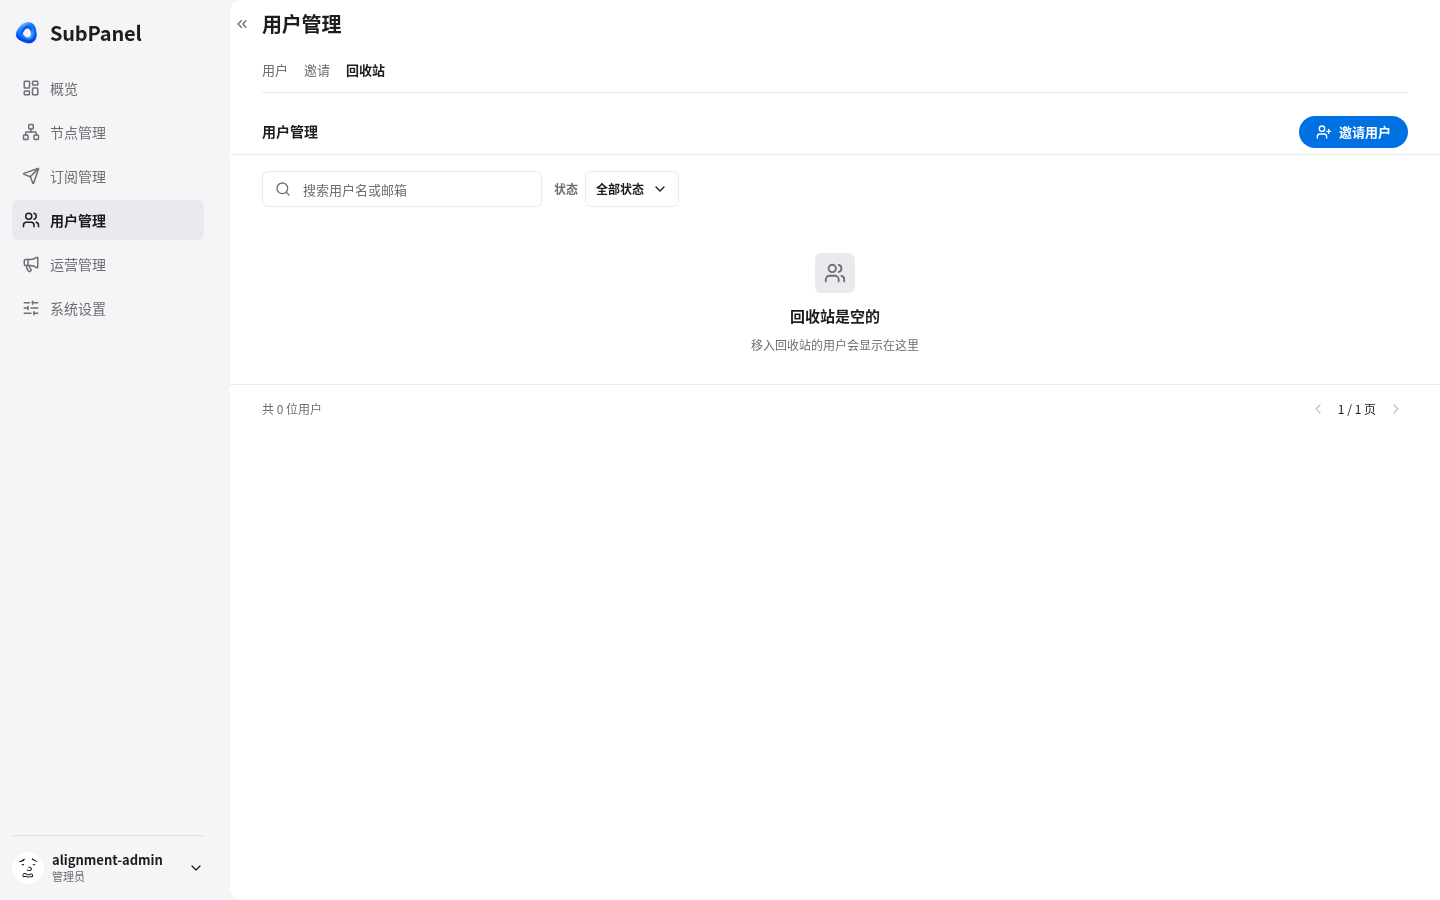 SubPanel
概览
节点管理
订阅管理
用户管理
运营管理
系统设置
alignment-admin
管理员
用户管理
用户 邀请 回收站
用户管理
邀请用户
搜索用户名或邮箱
状态 全部状态
回收站是空的
移入回收站的用户会显示在这里
共 0 位用户
1 / 1 页